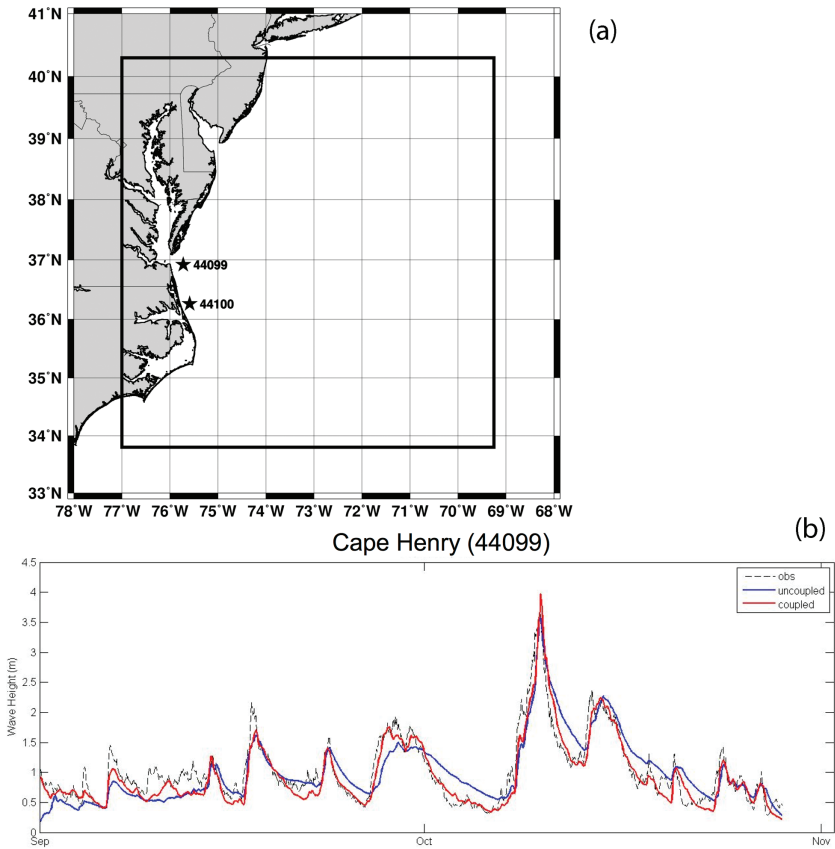 (a)
41°N
40°N
39°N
38°N
37°N
36°N
35°N
34°N
33°N
44099
44100
78°W 77°W 76°W 75°W 74°W 73°W 72°W 71°W 70°W 69°W 68°W
(b)
Cape Henry (44099)
Wave Height (m)
4.5
4
3.5
3
2.5
2
1.5
1
0.5
0
obs
uncoupled
coupled
Sep Oct Nov